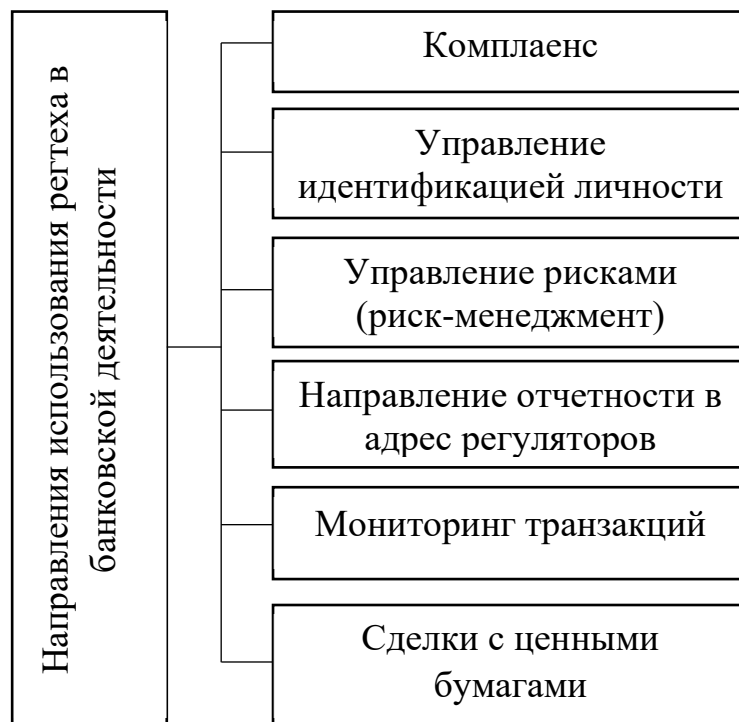 Направления использования регтеха в
банковской деятельности
Комплаенс
Управление
идентификацией личности
Управление рисками
(риск-менеджмент)
Направление отчетности в
адрес регуляторов
Мониторинг транзакций
Сделки с ценными
бумагами